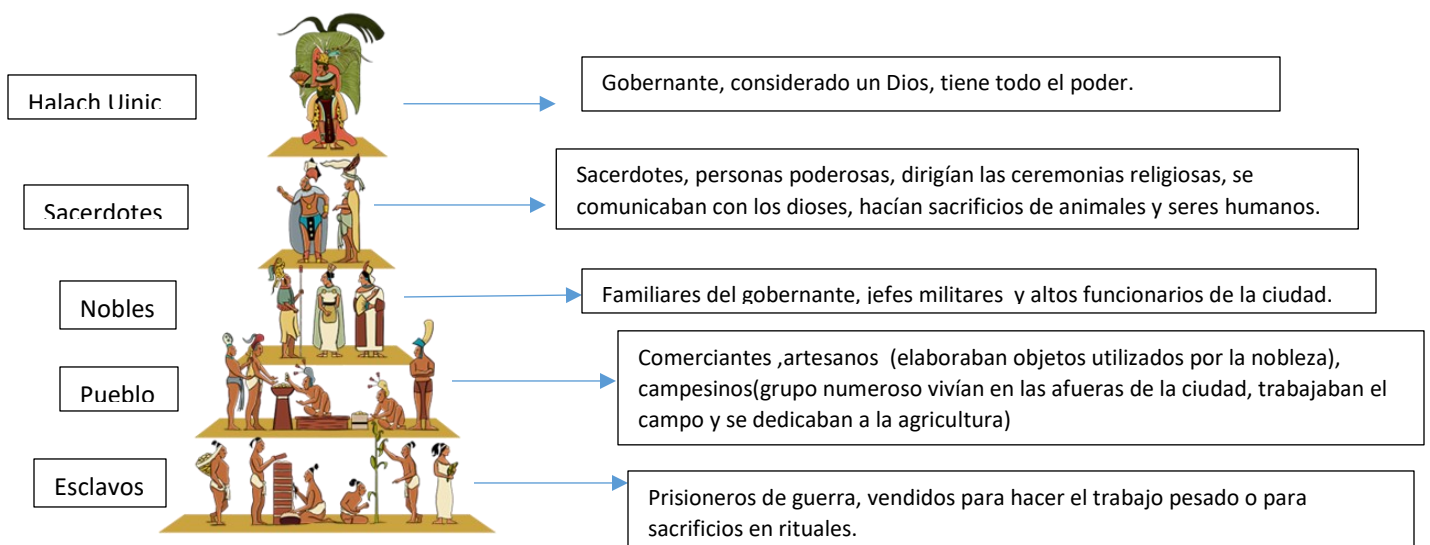 Halach Uinic
Gobernante, considerado un Dios, tiene todo el poder.
Sacerdotes
Sacerdotes, personas poderosas, dirigían las ceremonias religiosas, se
comunicaban con los dioses, hacían sacrificios de animales y seres humanos.
Nobles
Familiares del gobernante, jefes militares  y altos funcionarios de la ciudad.
Pueblo
Comerciantes ,artesanos  (elaboraban objetos utilizados por la nobleza),
campesinos(grupo numeroso vivían en las afueras de la ciudad, trabajaban el
campo y se dedicaban a la agricultura)
Esclavos
Prisioneros de guerra, vendidos para hacer el trabajo pesado o para
sacrificios en rituales.